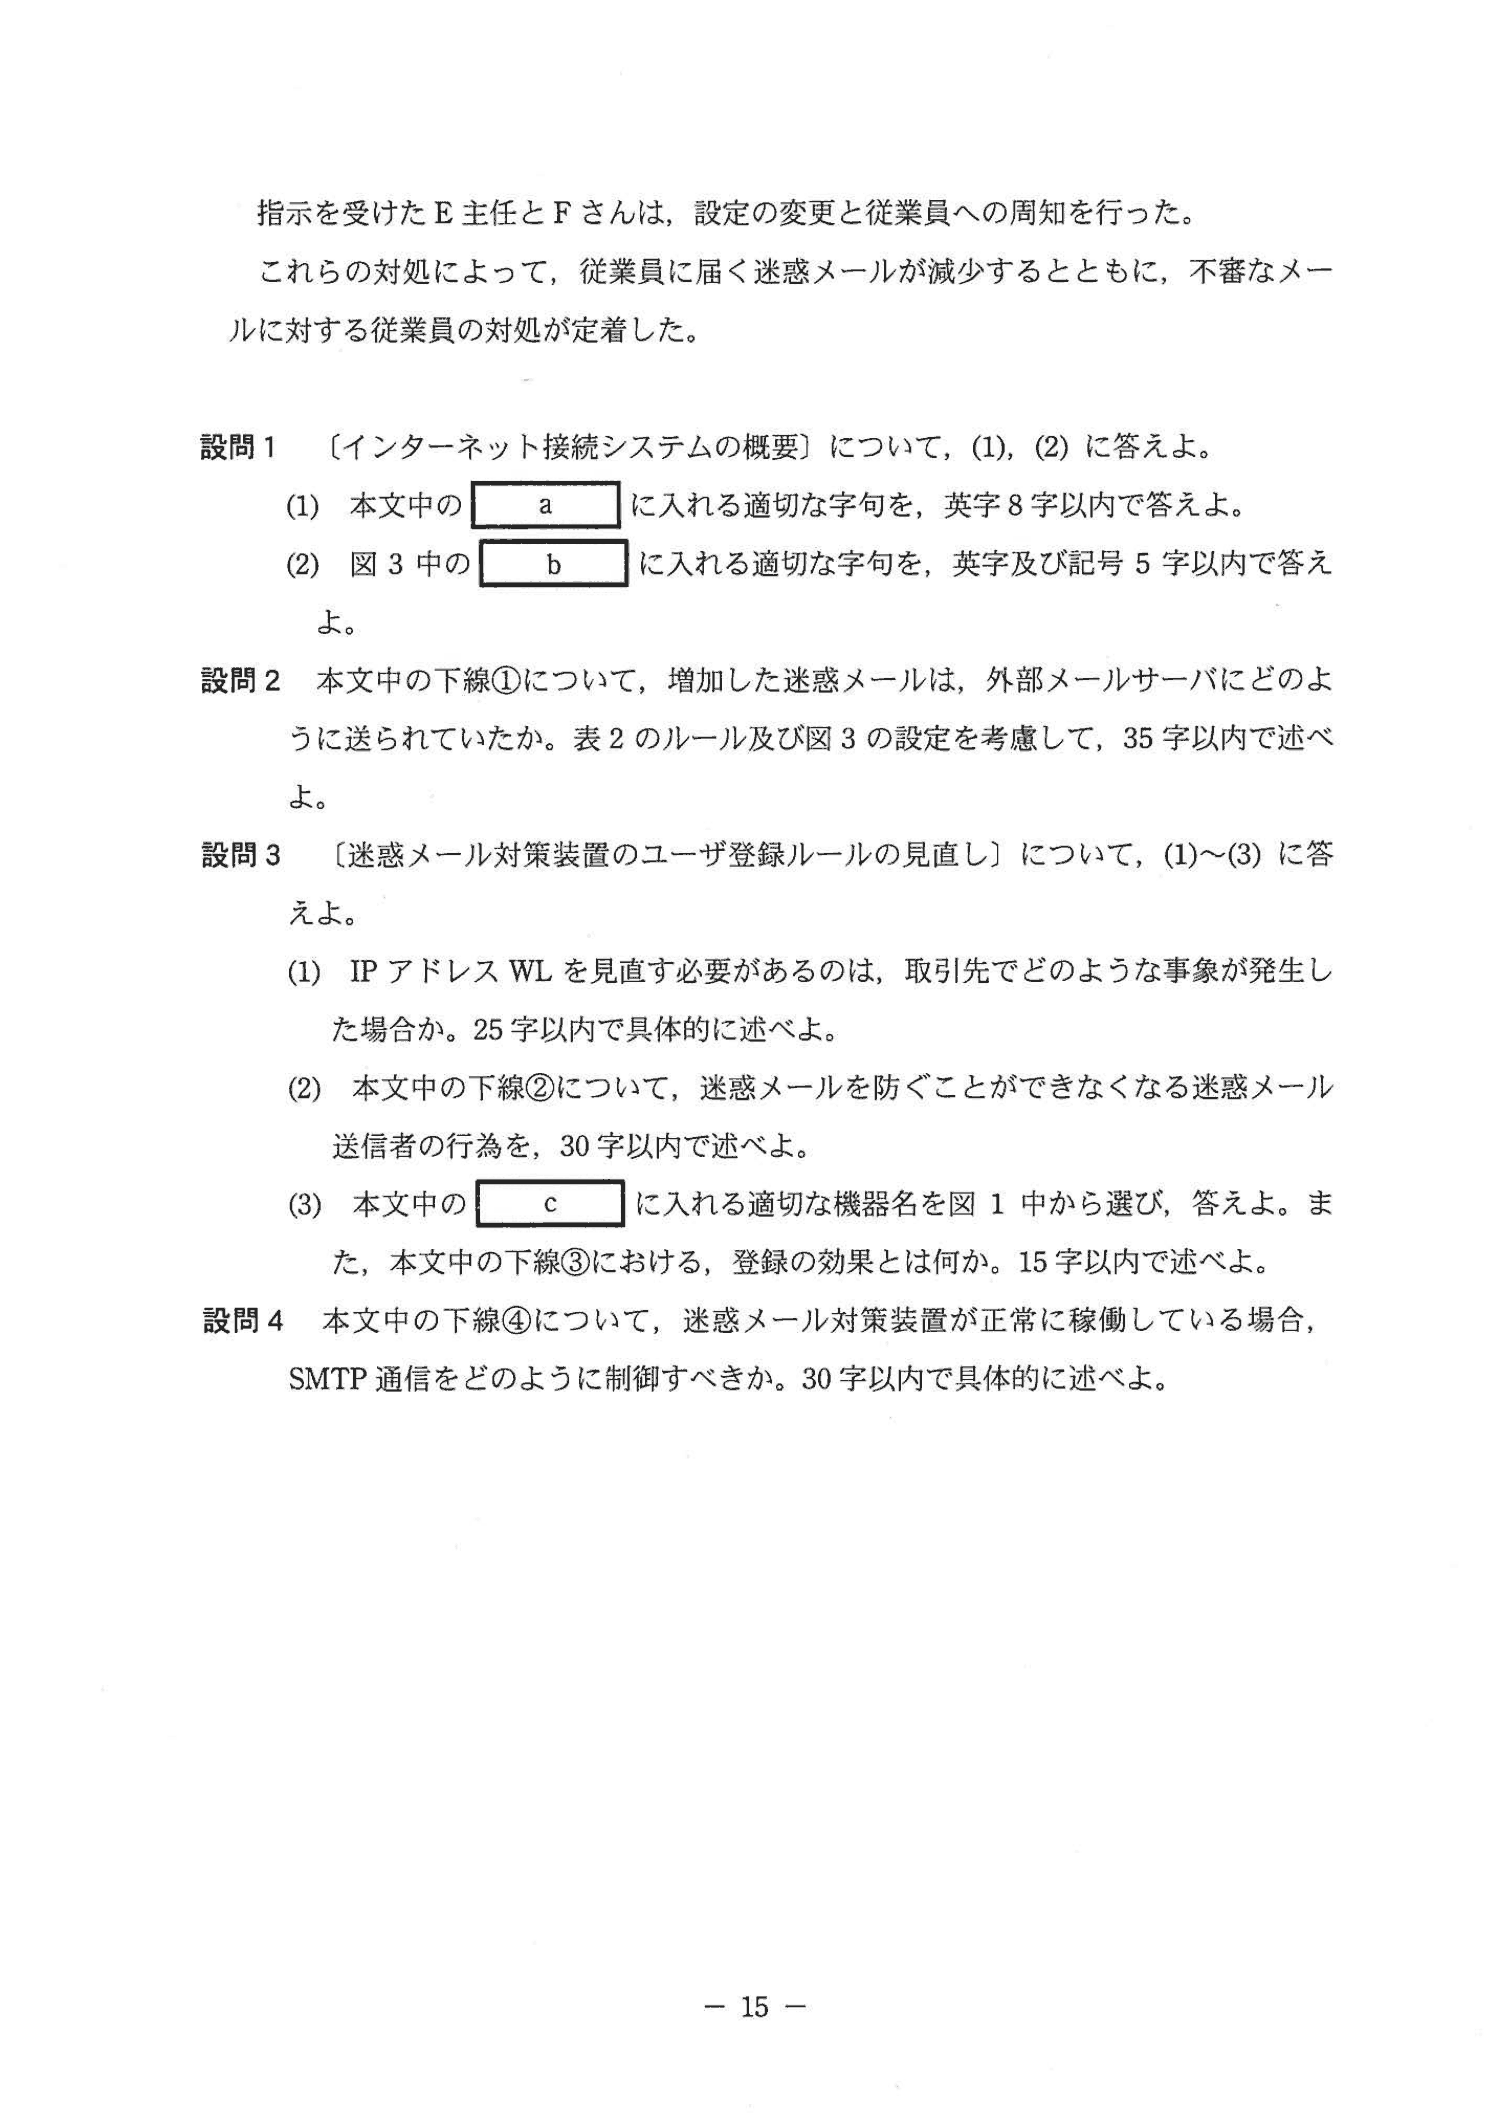 指示を受けた E 主任と F さんは，設定の変更と従業員への周知を行った。
これらの対処によって，従業員に届く迷惑メールが減少するとともに，不審なメー
ルに対する従業員の対処が定着した。
設問 1 〔インターネット接続システムの概要〕について，(1)，(2) に答えよ。
(1) 本文中の a に入れる適切な字句を，英字 8 字以内で答えよ。
(2) 図 3 中の b に入れる適切な字句を，英字及び記号 5 字以内で答え
よ。
設問 2 本文中の下線①について，増加した迷惑メールは，外部メールサーバにどのよ
うに送られていたか。表 2 のルール及び図 3 の設定を考慮して，35 字以内で述べ
よ。
設問 3 〔迷惑メール対策装置のユーザ登録ルールの見直し〕について，(1)～(3) に答
えよ。
(1) IP アドレス WL を見直す必要があるのは，取引先でどのような事象が発生し
た場合か。25 字以内で具体的に述べよ。
(2) 本文中の下線②について，迷惑メールを防ぐことができなくなる迷惑メール
送信者の行為を，30 字以内で述べよ。
(3) 本文中の c に入れる適切な機器名を図 1 中から選び，答えよ。ま
た，本文中の下線③における，登録の効果とは何か。15 字以内で述べよ。
設問 4 本文中の下線④について，迷惑メール対策装置が正常に稼働している場合，
SMTP 通信をどのように制御すべきか。30 字以内で具体的に述べよ。
－ 15 －